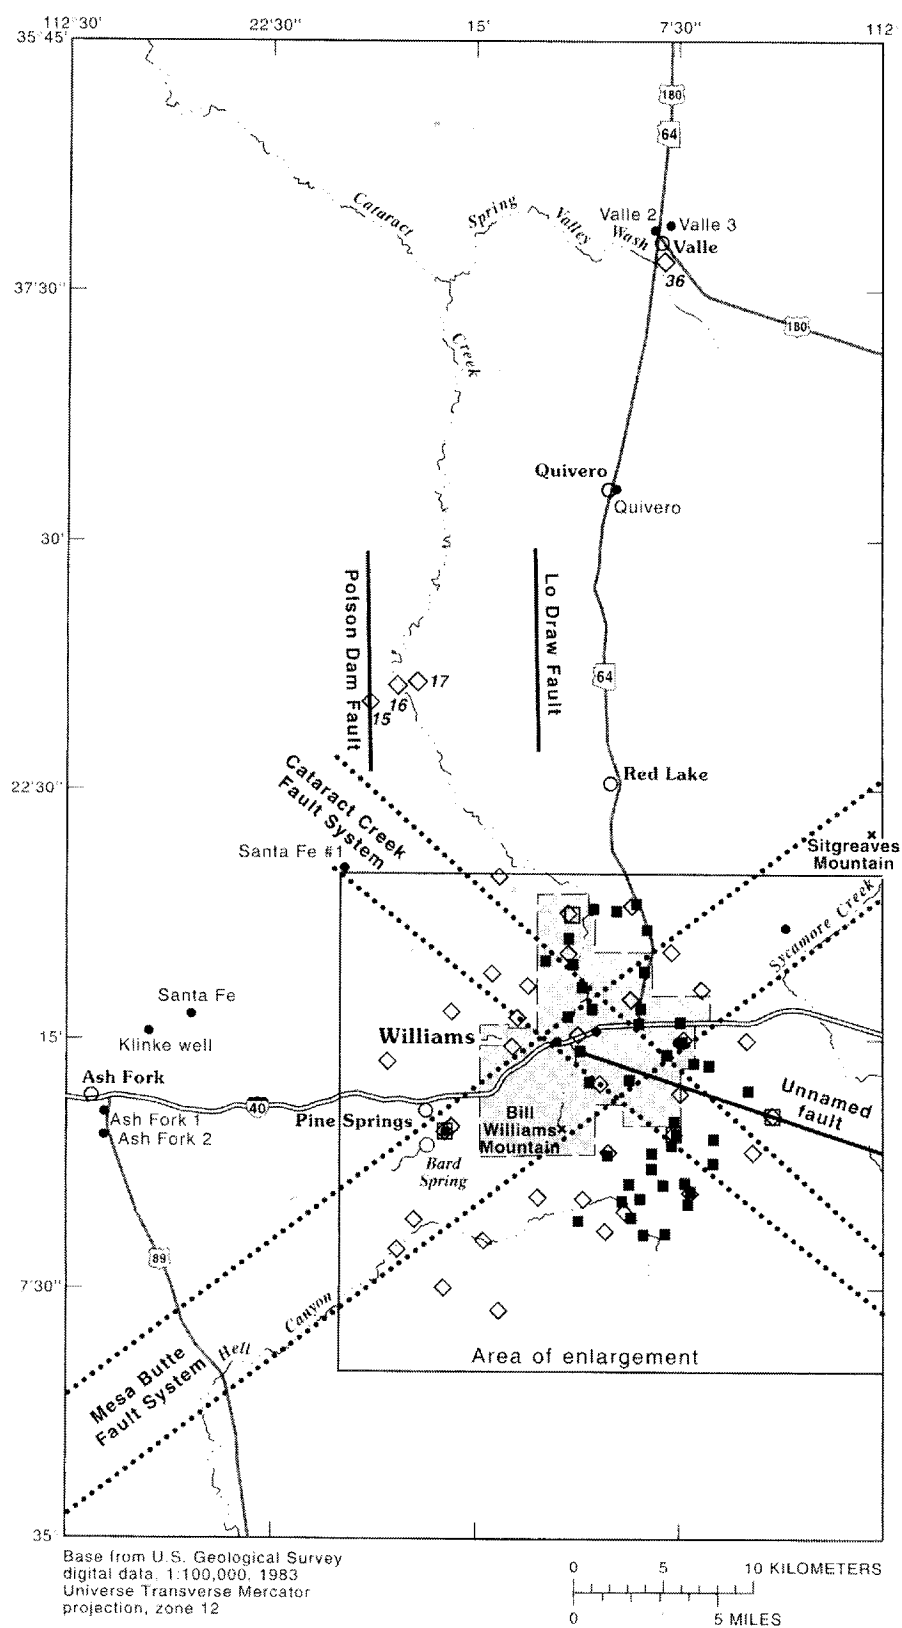 112°30'
22'30"
15'
7'30"
112°
35°45'
180
64
Cataract
Spring
Valley
Wash
Valle 2
Valle 3
Valle
36
37'30"
180
Creek
Quivero
Quivero
30'
Poison Dam Fault
Lo Draw Fault
64
17
16
15
22'30"
Red Lake
Cataract Creek
Fault System
Sitgreaves
Mountain
Santa Fe #1
Sycamore Creek
Santa Fe
Klinke well
15'
Williams
Ash Fork
40
Ash Fork 1
Ash Fork 2
Pine Springs
Bill
Williams
Mountain
Unnamed
fault
Bard
Spring
89
7'30"
Canyon
Hell
Area of enlargement
Mesa Butte
Fault System
35'
Base from U.S. Geological Survey
digital data, 1:100,000, 1983
Universe Transverse Mercator
projection, zone 12
0 5 10 KILOMETERS
0 5 MILES